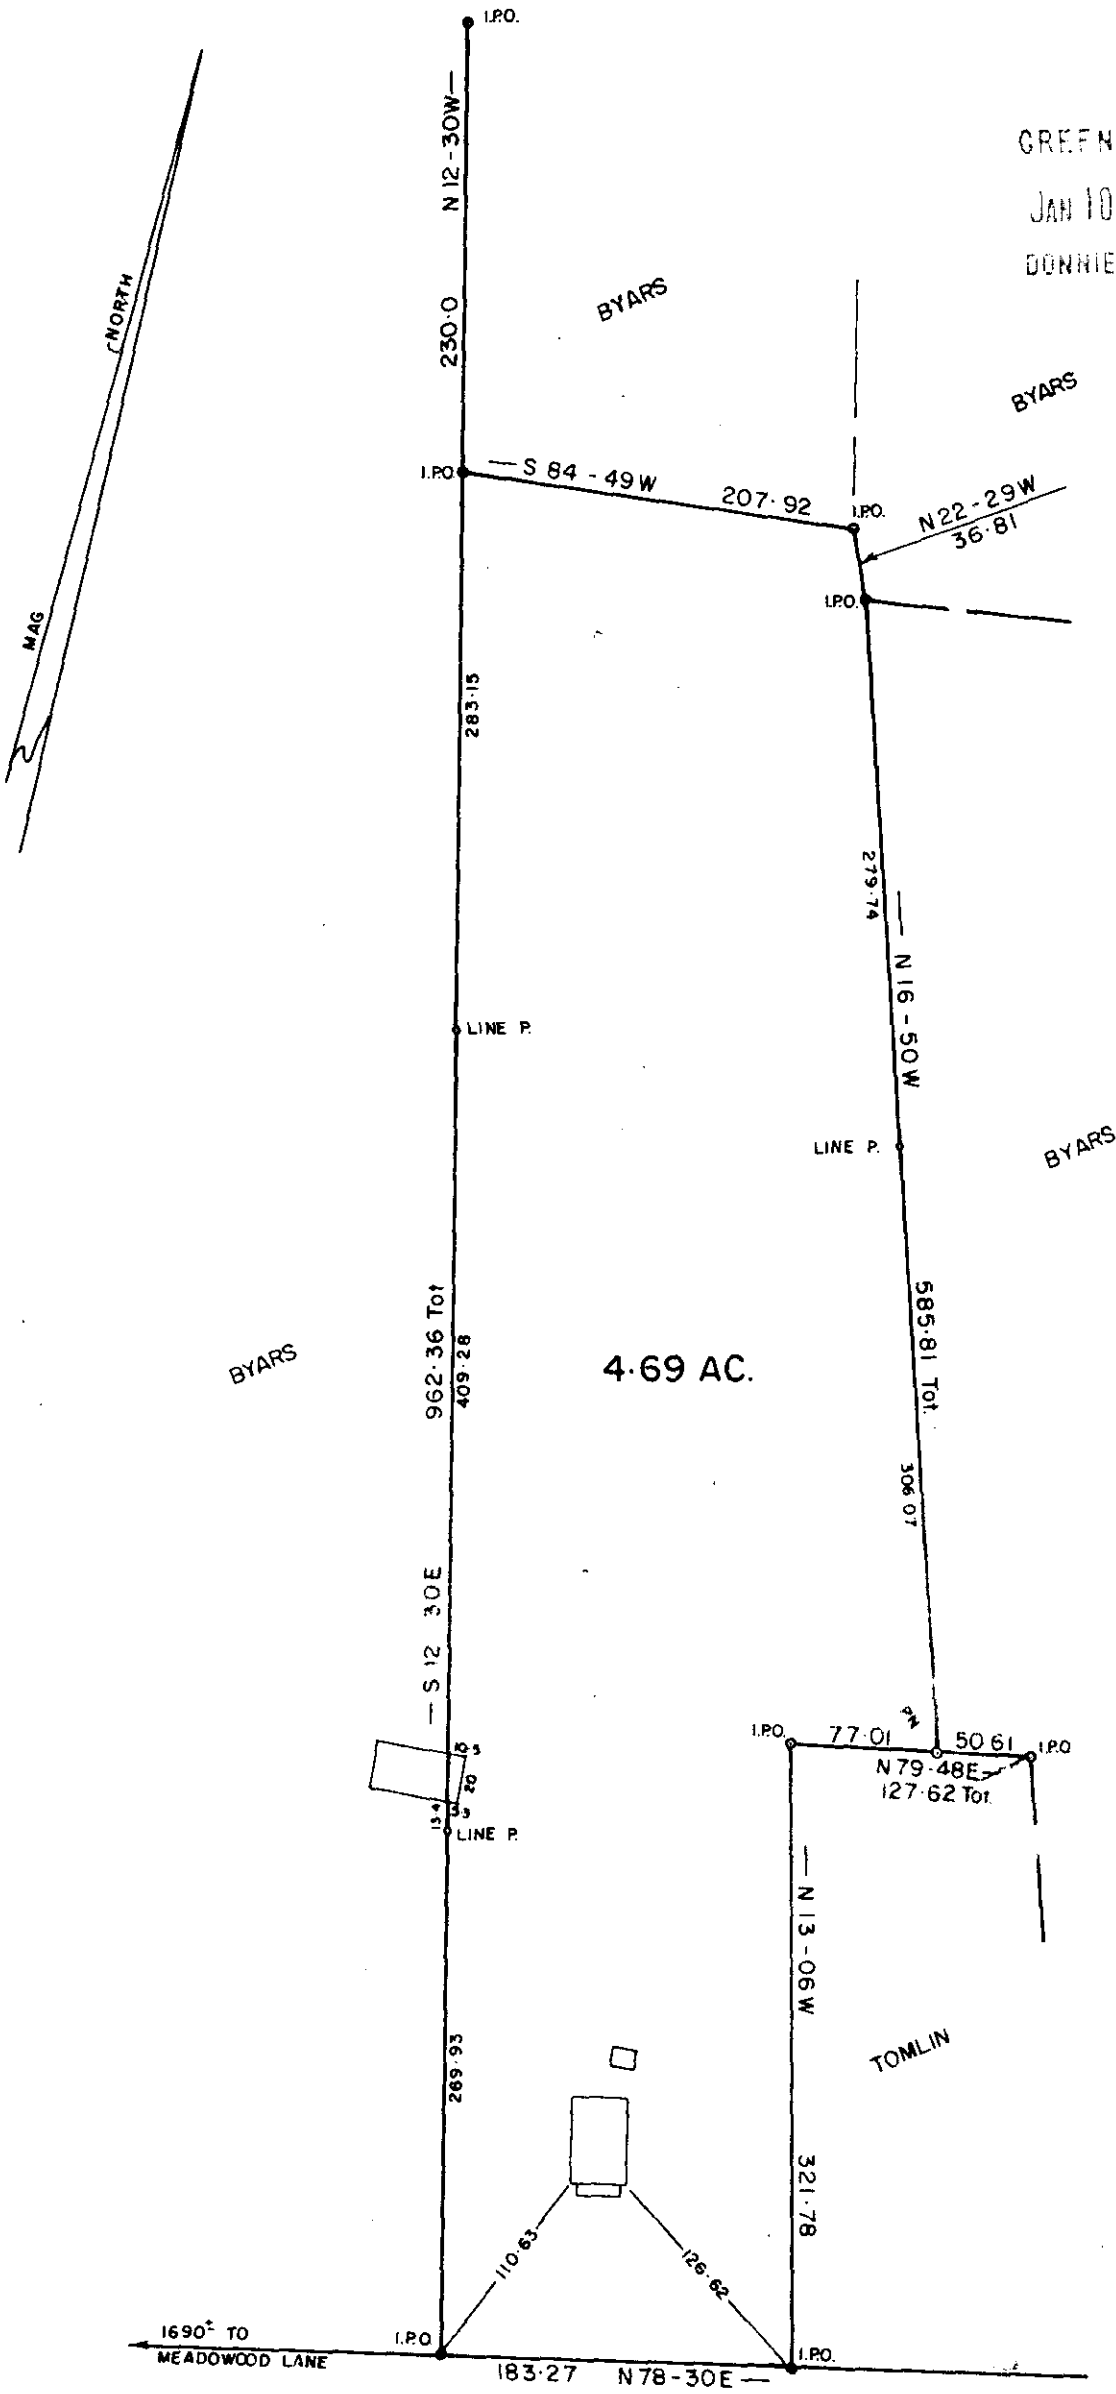 I.P.O.
N 12-30W—
GREEN
JAN 10
DONNIE
NORTH
BYARS
230.0
BYARS
I.P.O.
— S 84-49W 207.92
I.P.O.
N 22-29W
36.81
I.P.O.
MAG
283.15
279.74
— N 16-50W
LINE P.
LINE P.
BYARS
962.36 Tot
409.28
585.81 Tot.
BYARS
4.69 AC.
306 07
— S 12 30E
PN
I.P.O.
77.01
50 61
I.P.O
N 79.48E—
127.62 Tot.
10.5
20
13.4
3.3
LINE P.
— N 13-06W
TOMLIN
269.93
321.78
110.63
126.62
1690± TO
MEADOWOOD LANE
I.P.O.
I.P.O.
183.27 N 78-30E —